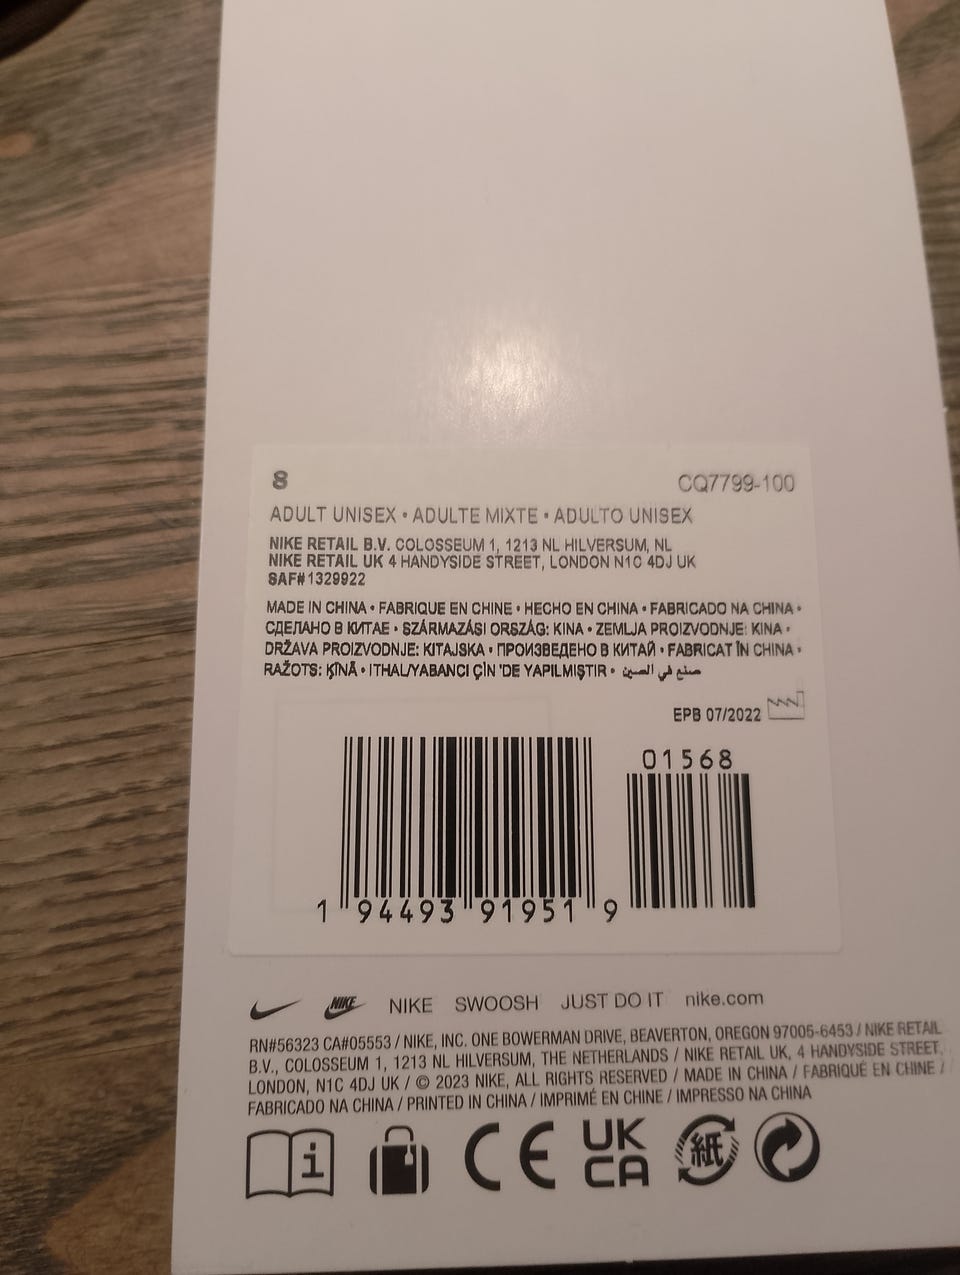 8
CQ7799-100
ADULT UNISEX • ADULTE MIXTE • ADULTO UNISEX
NIKE RETAIL B.V. COLOSSEUM 1, 1213 NL HILVERSUM, NL
NIKE RETAIL UK 4 HANDYSIDE STREET, LONDON N1C 4DJ UK
SAF#1329922
MADE IN CHINA • FABRIQUE EN CHINE • HECHO EN CHINA • FABRICADO NA CHINA •
СДЕЛАНО В КИТАЕ • SZÁRMAZÁSI ORSZÁG: KINA • ZEMLJA PROIZVODNJE: KINA •
DRŽAVA PROIZVODNJE: KITAJSKA • ПРОИЗВЕДЕНО В КИТАЙ • FABRICAT ÎN CHINA •
RAŽOTS: ĶĪNĀ • ITHAL/YABANCI ÇİN 'DE YAPILMIŞTIR • صنع في الصين
EPB 07/2022
01568
1 94493 91951 9
NIKE NIKE SWOOSH JUST DO IT nike.com
RN#56323 CA#05553 / NIKE, INC. ONE BOWERMAN DRIVE, BEAVERTON, OREGON 97005-6453 / NIKE RETAIL
B.V., COLOSSEUM 1, 1213 NL HILVERSUM, THE NETHERLANDS / NIKE RETAIL UK, 4 HANDYSIDE STREET,
LONDON, N1C 4DJ UK / © 2023 NIKE, ALL RIGHTS RESERVED / MADE IN CHINA / FABRIQUÉ EN CHINE /
FABRICADO NA CHINA / PRINTED IN CHINA / IMPRIMÉ EN CHINE / IMPRESSO NA CHINA
i CE UK CA 紙